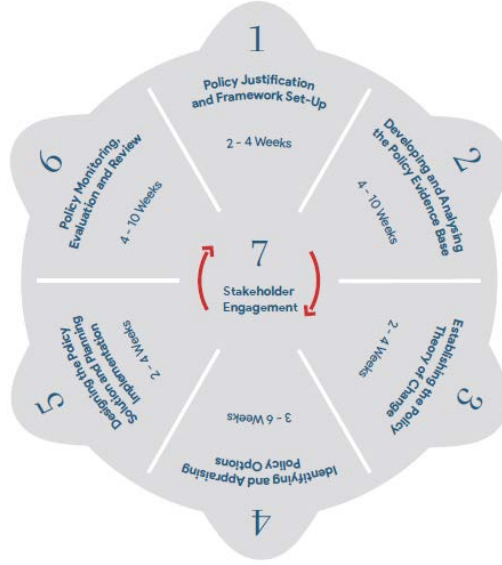 1
Policy Justification
and Framework Set-Up
2 - 4 Weeks
2
Developing and Analysing
the Policy Evidence Base
4 - 10 Weeks
3
Establishing the Policy
Theory of Change
2 - 4 Weeks
4
Identifying and Appraising
Policy Options
3 - 6 Weeks
5
Designing the Policy
Solution and Planning
Implementation
2 - 4 Weeks
6
Policy Monitoring,
Evaluation and Review
4 - 10 Weeks
7
Stakeholder
Engagement